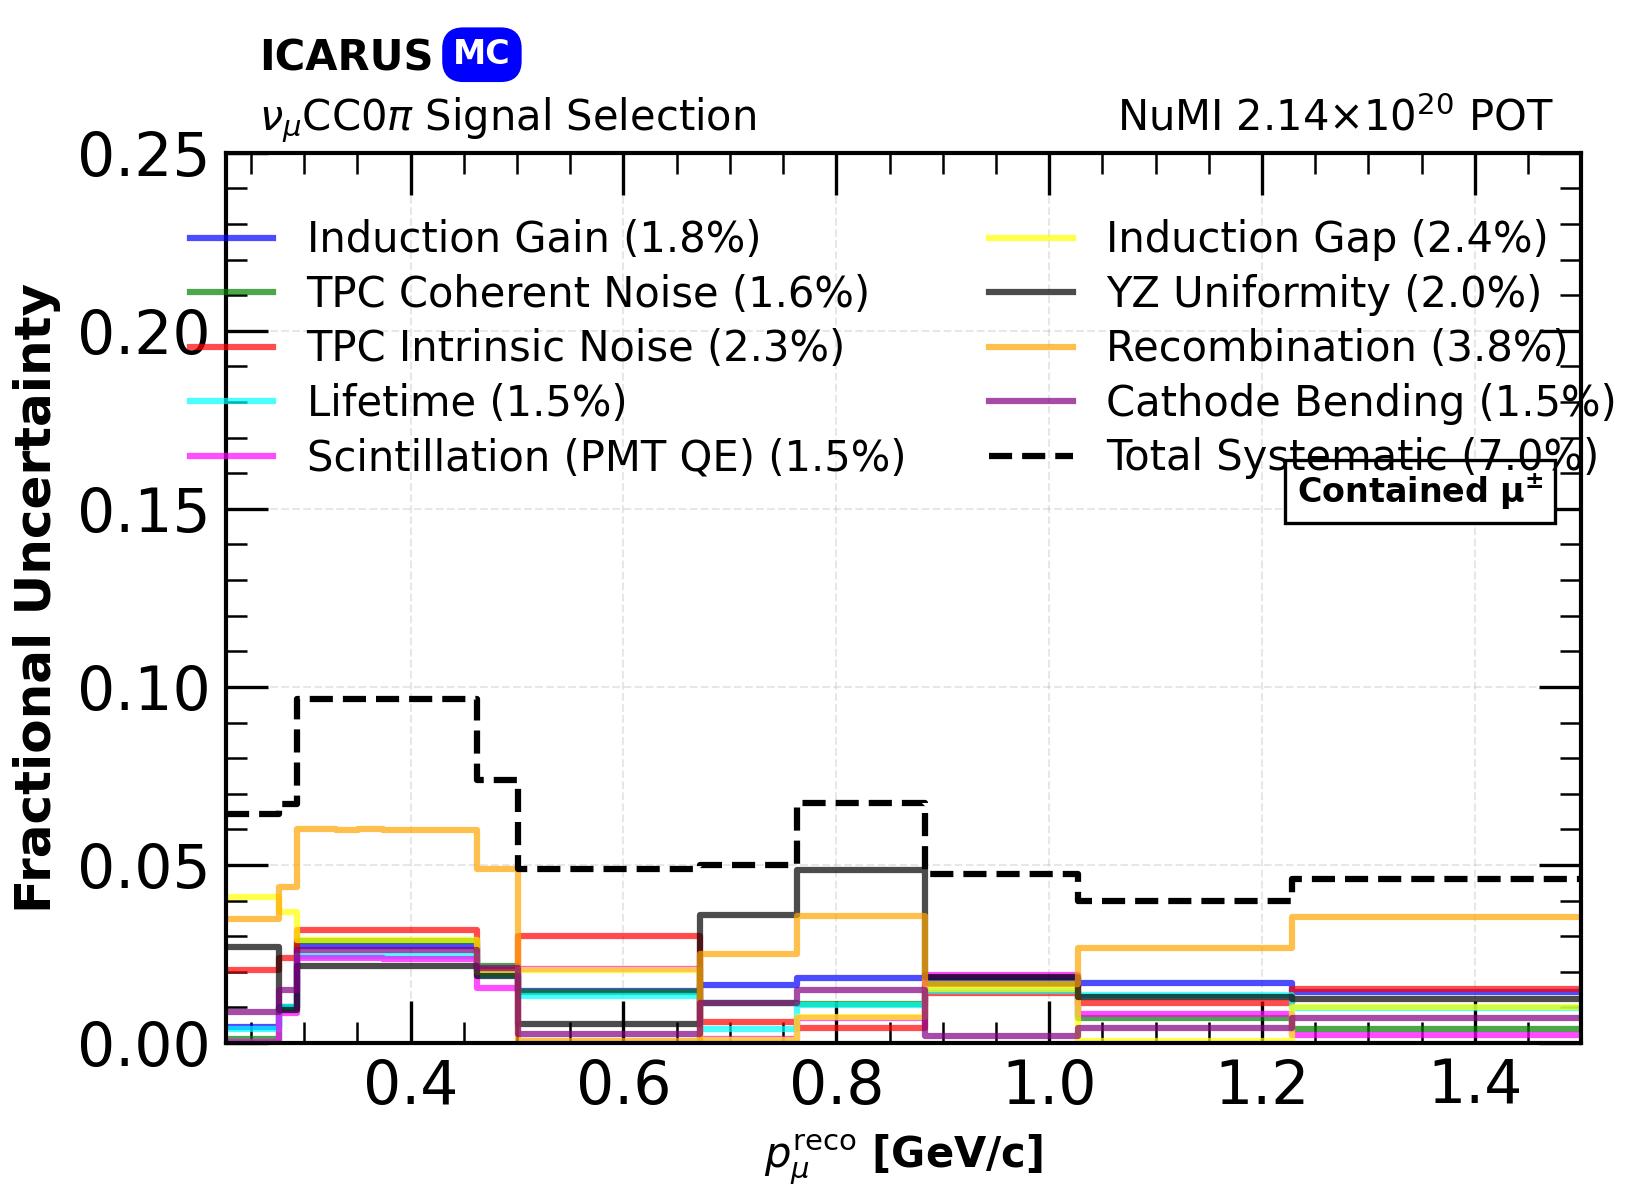 ICARUS MC
νμCC0π Signal Selection NuMI 2.14×10²⁰ POT
0.25
0.20
0.15
0.10
0.05
0.00
Fractional Uncertainty
Induction Gain (1.8%)
TPC Coherent Noise (1.6%)
TPC Intrinsic Noise (2.3%)
Lifetime (1.5%)
Scintillation (PMT QE) (1.5%)
Induction Gap (2.4%)
YZ Uniformity (2.0%)
Recombination (3.8%)
Cathode Bending (1.5%)
Total Systematic (7.0%)
Contained μ±
0.4 0.6 0.8 1.0 1.2 1.4
pμ reco [GeV/c]